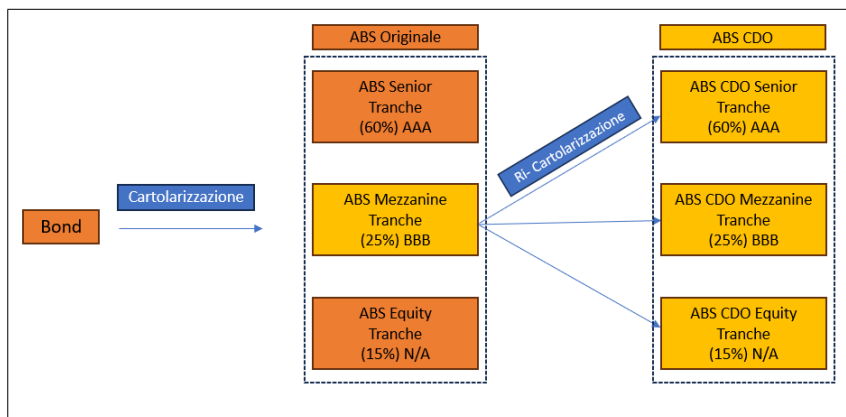 ABS Originale
ABS CDO
ABS Senior
Tranche
(60%) AAA
ABS CDO Senior
Tranche
(60%) AAA
Ri- Cartolarizzazione
Cartolarizzazione
Bond
ABS Mezzanine
Tranche
(25%) BBB
ABS CDO Mezzanine
Tranche
(25%) BBB
ABS Equity
Tranche
(15%) N/A
ABS CDO Equity
Tranche
(15%) N/A